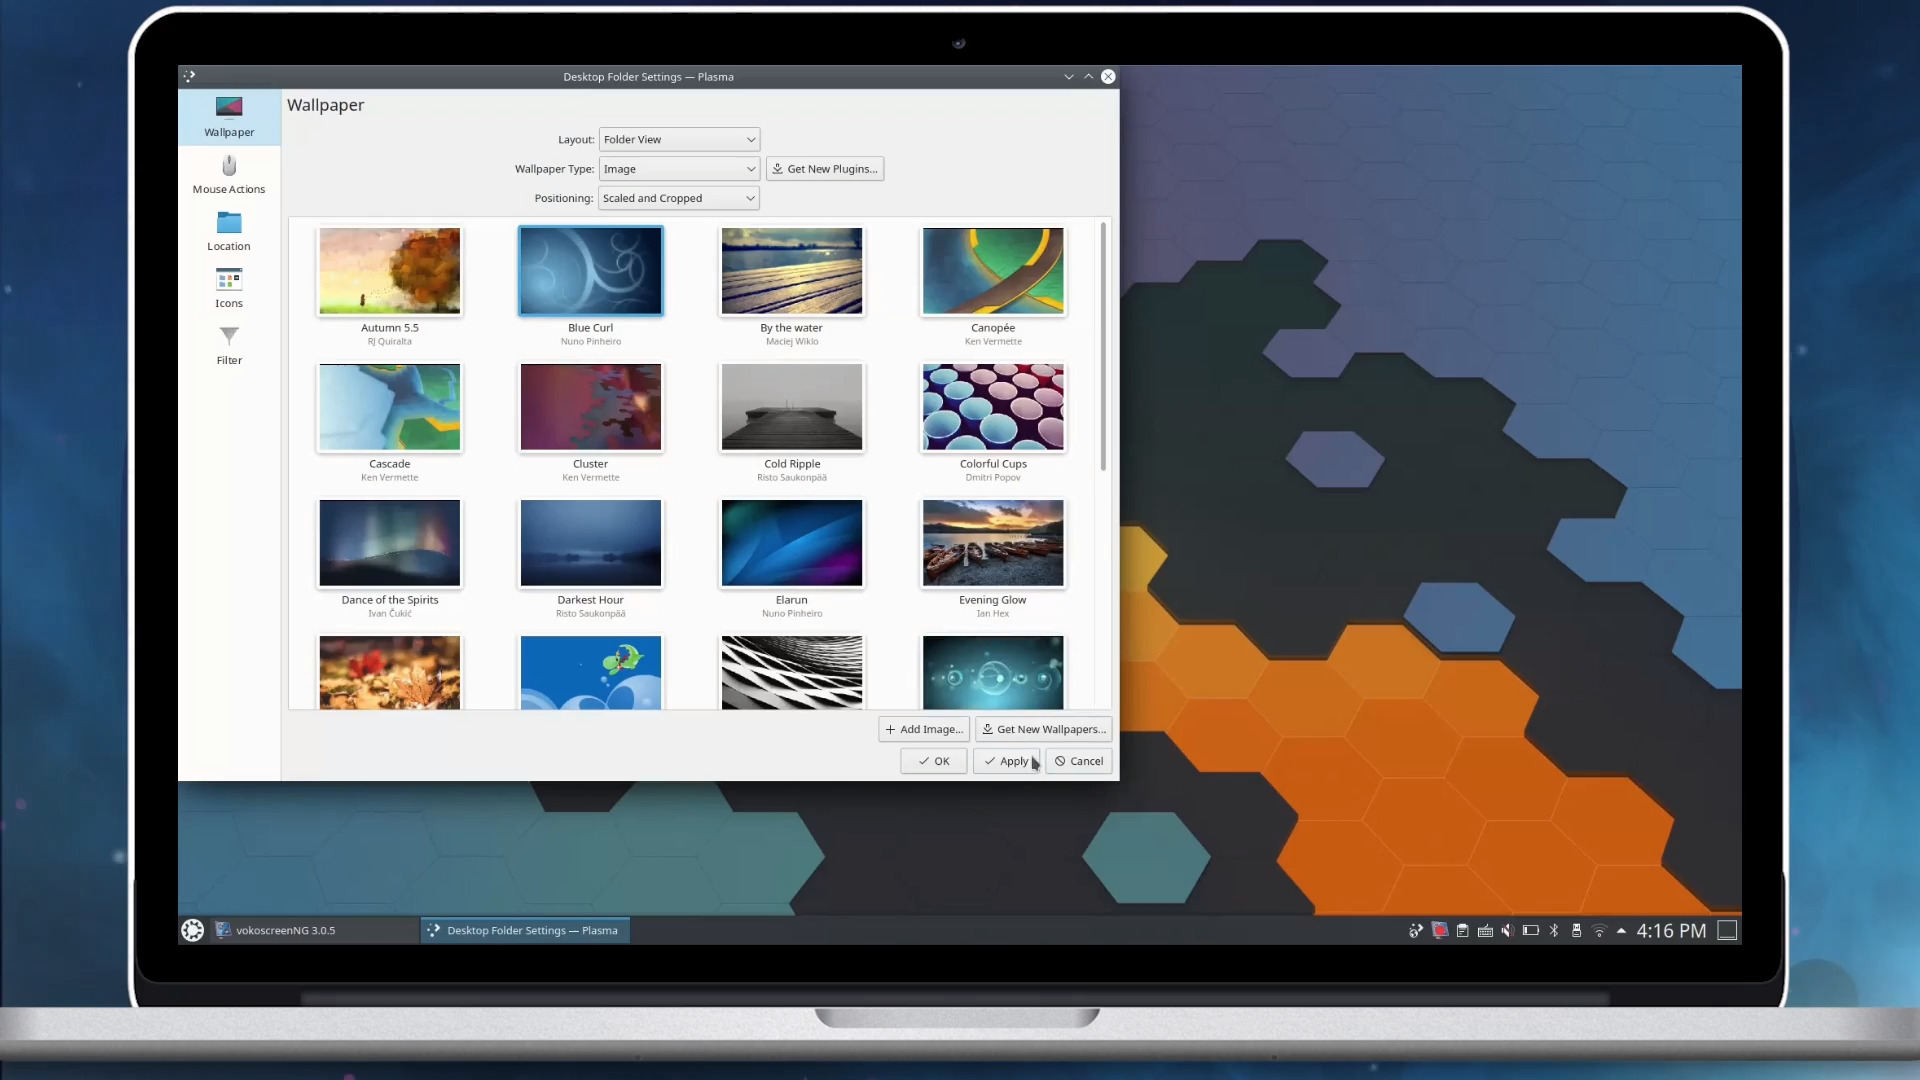 Desktop Folder Settings — Plasma
Wallpaper
Wallpaper
Layout: Folder View
Wallpaper Type: Image Get New Plugins...
Positioning: Scaled and Cropped
Mouse Actions
Location
Icons
Filter
Autumn 5.5 Blue Curl By the water Canopée
RJ Quiralta Nuno Pinheiro Maciej Wiklo Ken Vermette
Cascade Cluster Cold Ripple Colorful Cups
Ken Vermette Ken Vermette Risto Saukonpää Dmitri Popov
Dance of the Spirits Darkest Hour Elarun Evening Glow
Ivan Čukić Risto Saukonpää Nuno Pinheiro Ian Hex
Add Image... Get New Wallpapers...
OK Apply Cancel
vokoscreenNG 3.0.5 Desktop Folder Settings — Plasma 4:16 PM